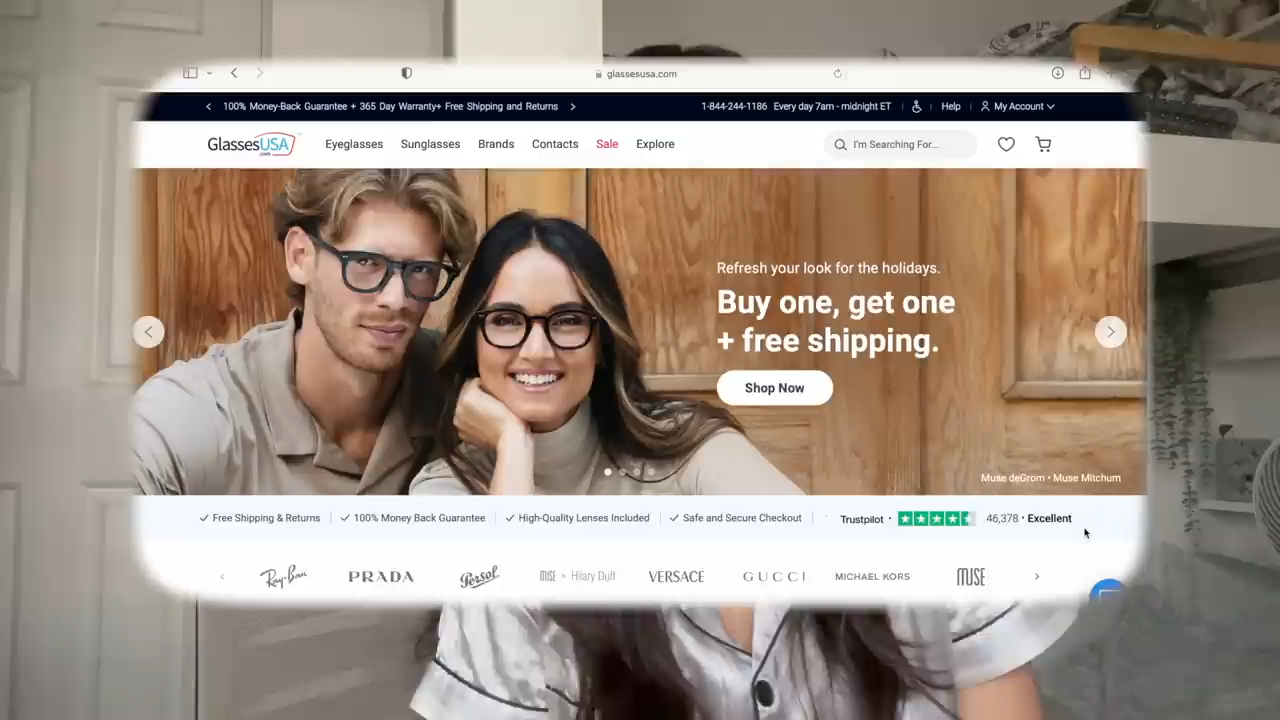 glassesusa.com
100% Money-Back Guarantee + 365 Day Warranty+ Free Shipping and Returns
1-844-244-1186 Every day 7am - midnight ET
Help
My Account
GlassesUSA.com
Eyeglasses Sunglasses Brands Contacts Sale Explore
I'm Searching For...
Refresh your look for the holidays.
Buy one, get one
+ free shipping.
Shop Now
Muse deGrom • Muse Mitchum
Free Shipping & Returns
100% Money Back Guarantee
High-Quality Lenses Included
Safe and Secure Checkout
Trustpilot • 46,378 • Excellent
Ray-Ban PRADA Persol MUSE × Hilary Duff VERSACE GUCCI MICHAEL KORS MUSE